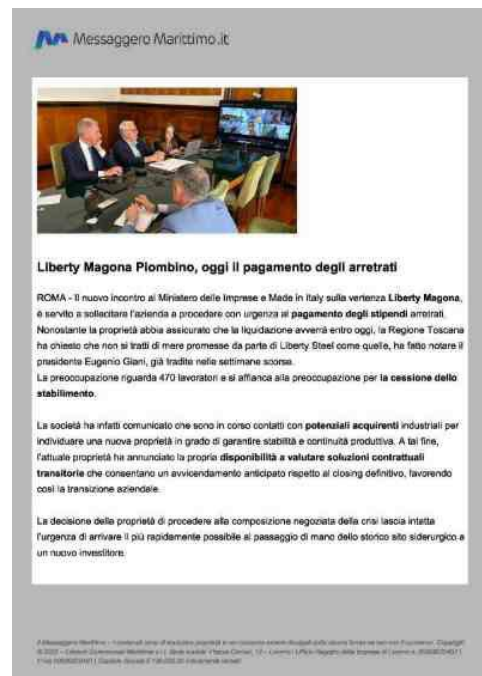 Messaggero Marittimo.it
Liberty Magona Piombino, oggi il pagamento degli arretrati
ROMA - Il nuovo incontro al Ministero delle Imprese e Made in Italy sulla vertenza Liberty Magona,
è servito a sollecitare l'azienda a procedere con urgenza al pagamento degli stipendi arretrati.
Nonostante la proprietà abbia assicurato che la liquidazione avverrà entro oggi, la Regione Toscana
ha chiesto che non si tratti di mere promesse da parte di Liberty Steel come quelle, ha fatto notare il
presidente Eugenio Giani, già tradite nelle settimane scorse.
La preoccupazione riguarda 470 lavoratori e si affianca alla preoccupazione per la cessione dello
stabilimento.
La società ha infatti comunicato che sono in corso contatti con potenziali acquirenti industriali per
individuare una nuova proprietà in grado di garantire stabilità e continuità produttiva. A tal fine,
l'attuale proprietà ha annunciato la propria disponibilità a valutare soluzioni contrattuali
transitorie che consentano un avvicendamento anticipato rispetto al closing definitivo, favorendo
così la transizione aziendale.
La decisione della proprietà di procedere alla composizione negoziata della crisi lascia intatta
l'urgenza di arrivare il più rapidamente possibile al passaggio di mano dello storico sito siderurgico a
un nuovo investitore.